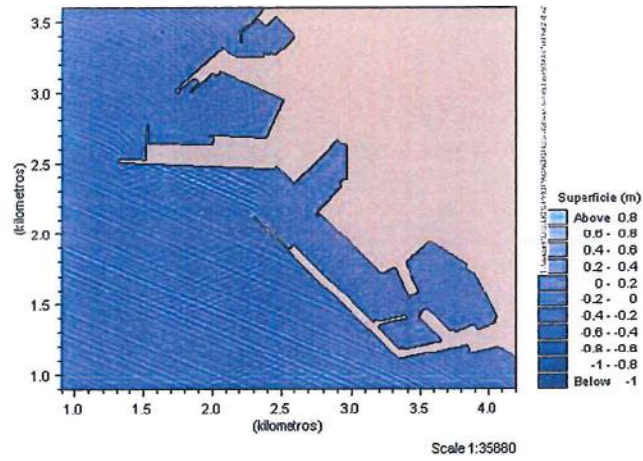 3.5
3.0
2.5
2.0
1.5
1.0
(kilometros)
1.0 1.5 2.0 2.5 3.0 3.5 4.0
(kilometros)
Scale 1:35880
Superficie (m)
Above 0.8
0.6 - 0.8
0.4 - 0.6
0.2 - 0.4
0 - 0.2
-0.2 - 0
-0.4 - -0.2
-0.6 - -0.4
-0.8 - -0.6
-1 - -0.8
Below -1